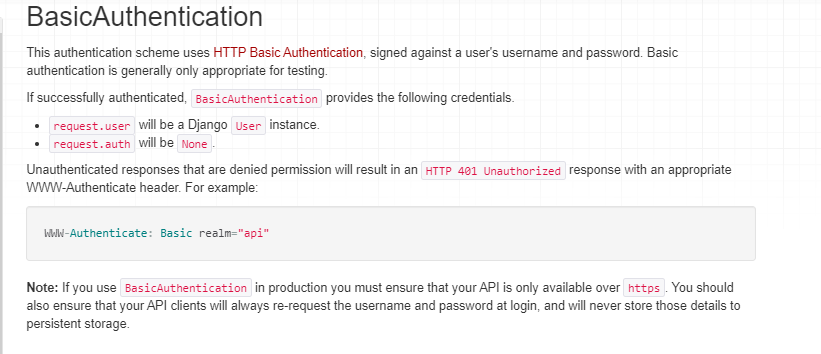 BasicAuthentication
This authentication scheme uses HTTP Basic Authentication, signed against a user's username and password. Basic
authentication is generally only appropriate for testing.
If successfully authenticated, BasicAuthentication provides the following credentials.
• request.user will be a Django User instance.
• request.auth will be None.
Unauthenticated responses that are denied permission will result in an HTTP 401 Unauthorized response with an appropriate
WWW-Authenticate header. For example:
WWW-Authenticate: Basic realm="api"
Note: If you use BasicAuthentication in production you must ensure that your API is only available over https. You should
also ensure that your API clients will always re-request the username and password at login, and will never store those details to
persistent storage.